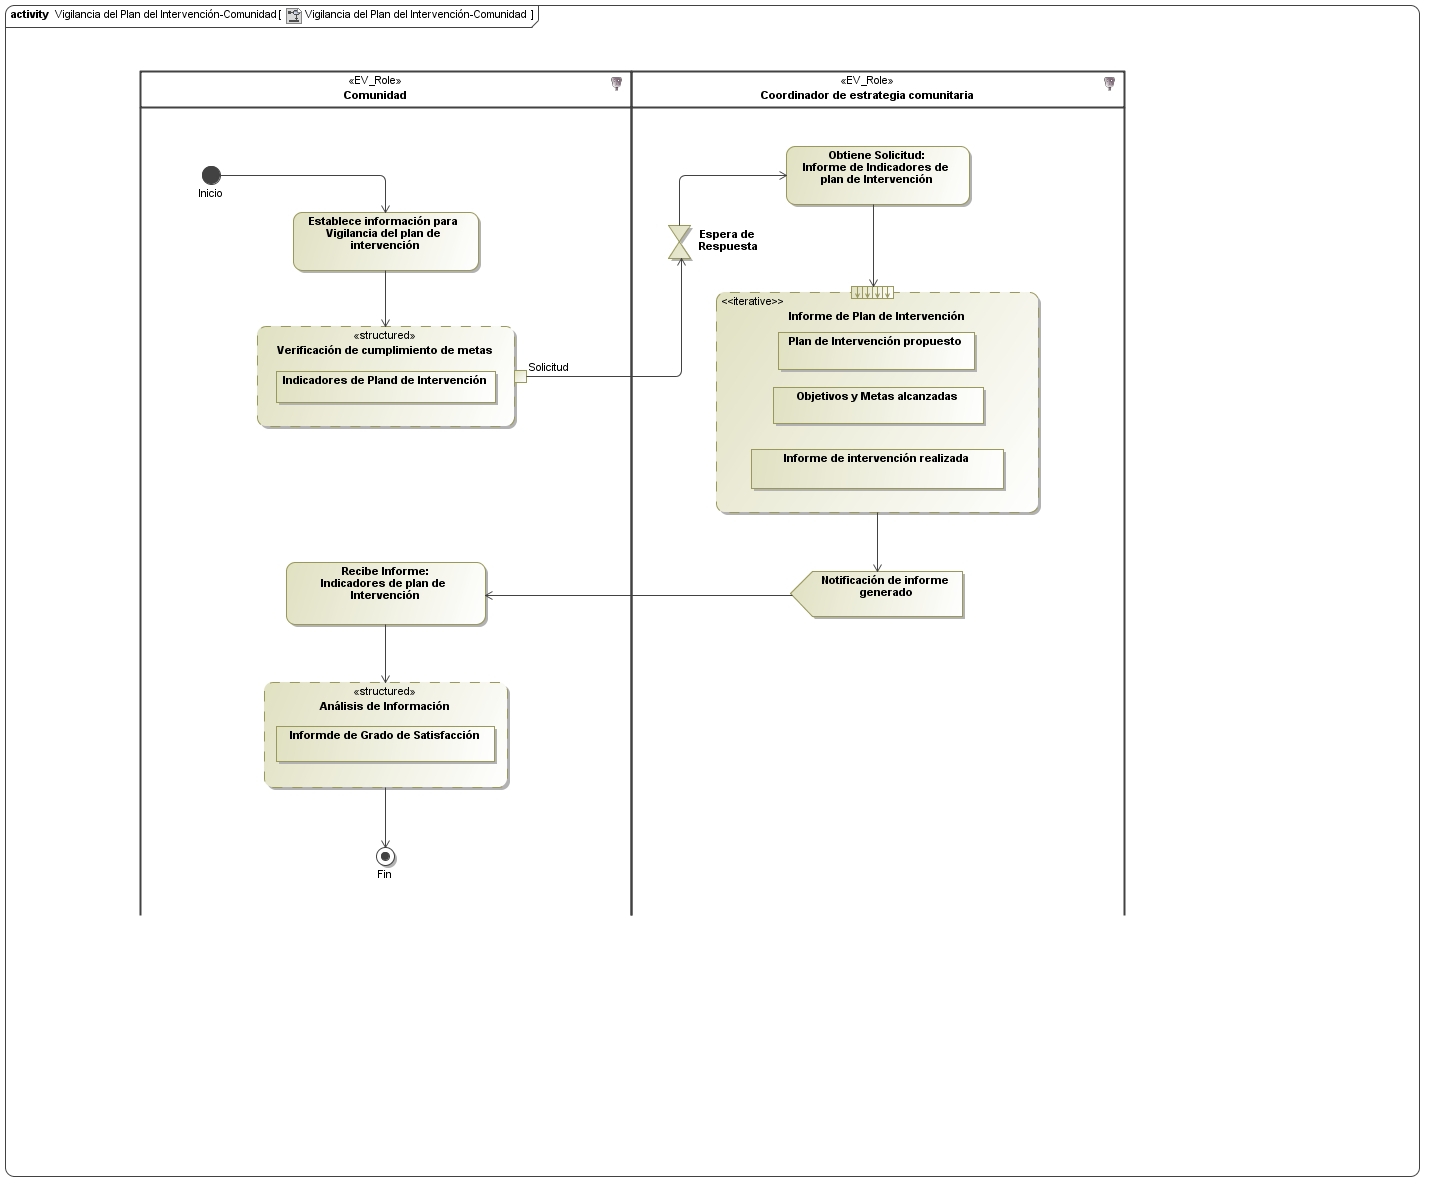 activity Vigilancia del Plan del Intervención-Comunidad [ Vigilancia del Plan del Intervención-Comunidad ]
«EV_Role»
Comunidad
«EV_Role»
Coordinador de estrategia comunitaria
Inicio
Establece información para
Vigilancia del plan de
intervención
«structured»
Verificación de cumplimiento de metas
Indicadores de Pland de Intervención
Solicitud
Espera de
Respuesta
Obtiene Solicitud:
Informe de Indicadores de
plan de Intervención
<<iterative>>
Informe de Plan de Intervención
Plan de Intervención propuesto
Objetivos y Metas alcanzadas
Informe de intervención realizada
Notificación de informe
generado
Recibe Informe:
Indicadores de plan de
Intervención
«structured»
Análisis de Información
Informde de Grado de Satisfacción
Fin